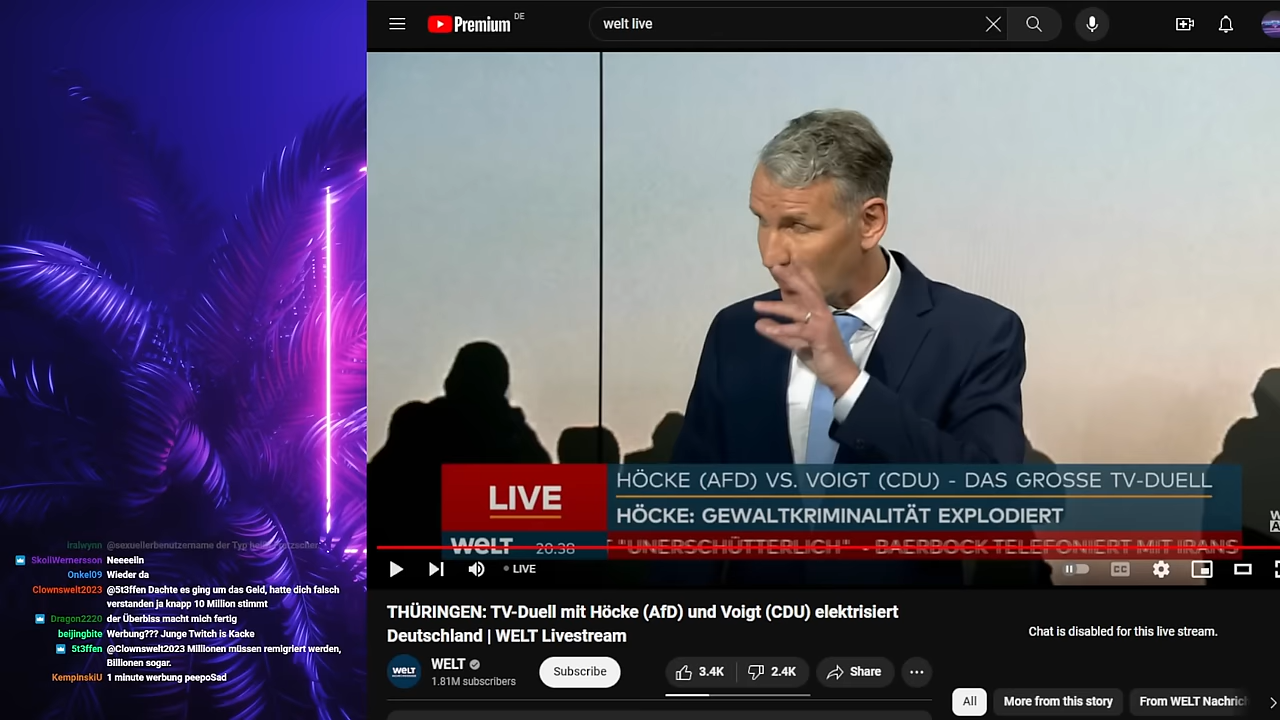 Premium DE
welt live
HÖCKE (AFD) VS. VOIGT (CDU) - DAS GROSSE TV-DUELL
LIVE
HÖCKE: GEWALTKRIMINALITÄT EXPLODIERT
WELT 20:38 "UNERSCHÜTTERLICH" - BAERBOCK TELEFONIERT MIT IRANS
LIVE
CC
THÜRINGEN: TV-Duell mit Höcke (AfD) und Voigt (CDU) elektrisiert
Deutschland | WELT Livestream
welt
WELT
1.81M subscribers
Subscribe
3.4K
2.4K
Share
Chat is disabled for this live stream.
All
More from this story
From WELT Nachric
iralwynn @sexuellerbenutzername der Typ
SkoliWernersson Neeeeiin
Onkel09 Wieder da
Clownswelt2023 @5t3ffen Dachte es ging um das Geld, hatte dich falsch
verstanden ja knapp 10 Million stimmt
Dragon2220 der Überbiss macht mich fertig
beijingbite Werbung??? Junge Twitch is Kacke
5t3ffen @Clownswelt2023 Millionen müssen remigriert werden,
Billionen sogar.
KempinskiU 1 minute werbung peepoSad